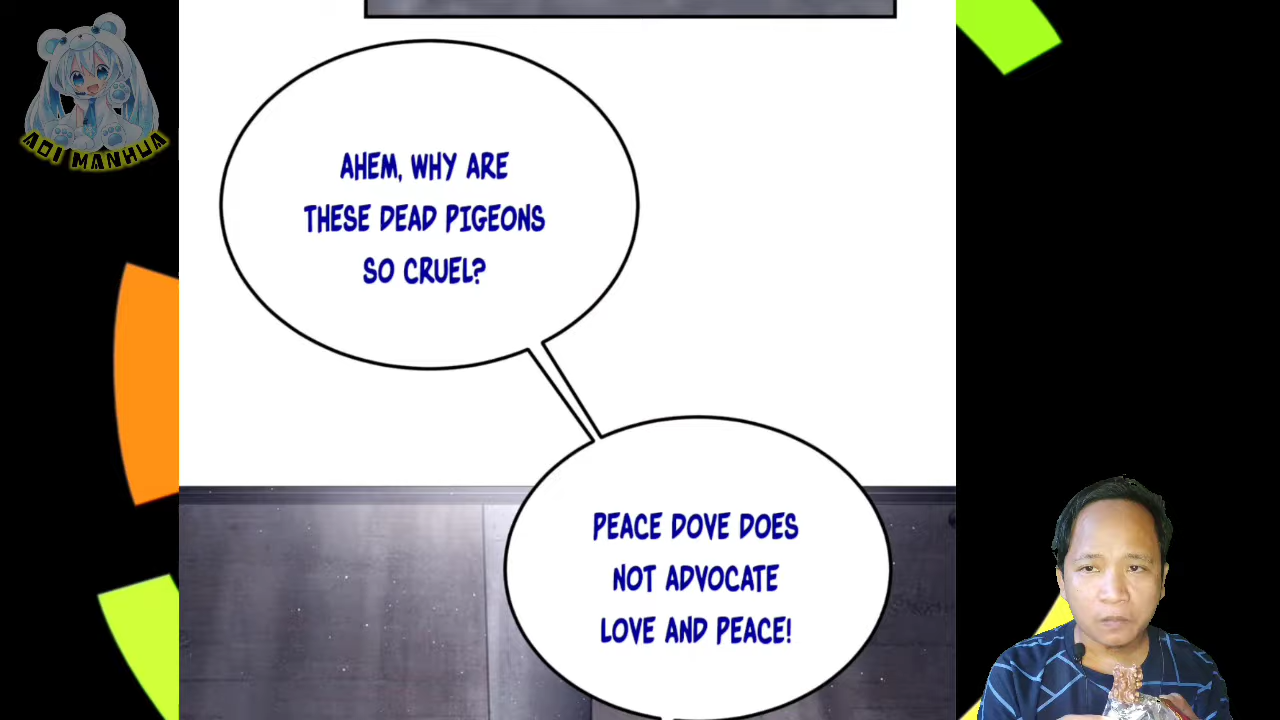 AOI MANHUA
AHEM, WHY ARE
THESE DEAD PIGEONS
SO CRUEL?
PEACE DOVE DOES
NOT ADVOCATE
LOVE AND PEACE!